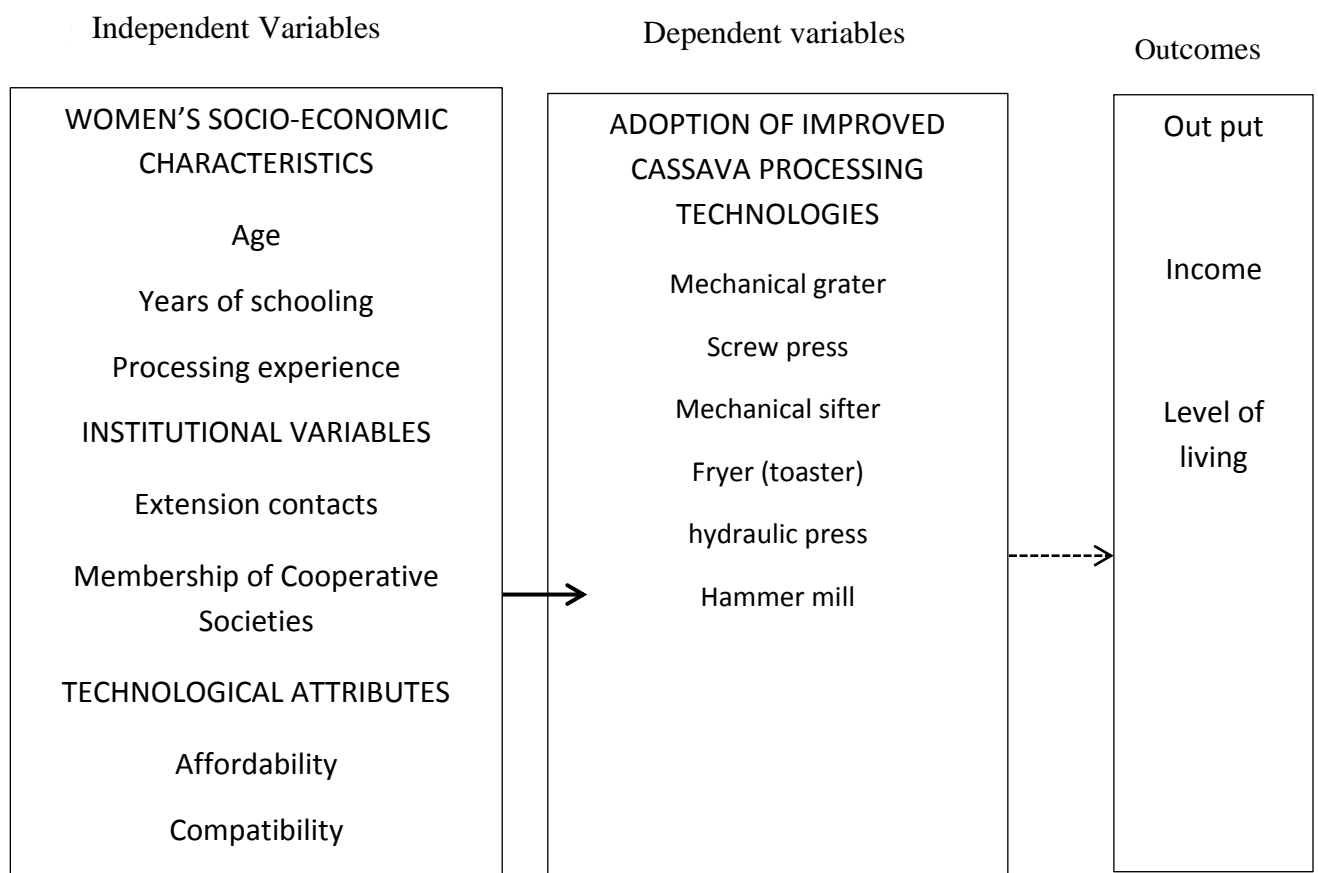 Independent Variables
Dependent variables
Outcomes
WOMEN'S SOCIO-ECONOMIC
CHARACTERISTICS
Age
Years of schooling
Processing experience
INSTITUTIONAL VARIABLES
Extension contacts
Membership of Cooperative
Societies
TECHNOLOGICAL ATTRIBUTES
Affordability
Compatibility
ADOPTION OF IMPROVED
CASSAVA PROCESSING
TECHNOLOGIES
Mechanical grater
Screw press
Mechanical sifter
Fryer (toaster)
hydraulic press
Hammer mill
Out put
Income
Level of
living